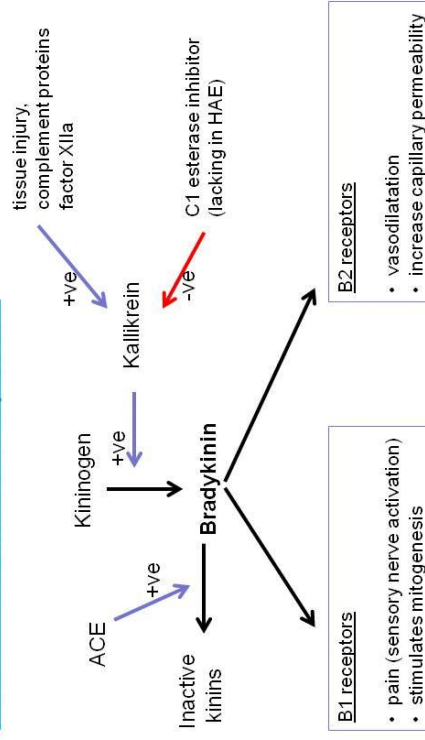 tissue injury,
complement proteins
factor XIIa
+ve
Kallikrein
-ve
C1 esterase inhibitor
(lacking in HAE)
Kininogen
+ve
ACE
+ve
Bradykinin
Inactive
kinins
B1 receptors
• pain (sensory nerve activation)
• stimulates mitogenesis
B2 receptors
• vasodilatation
• increase capillary permeability